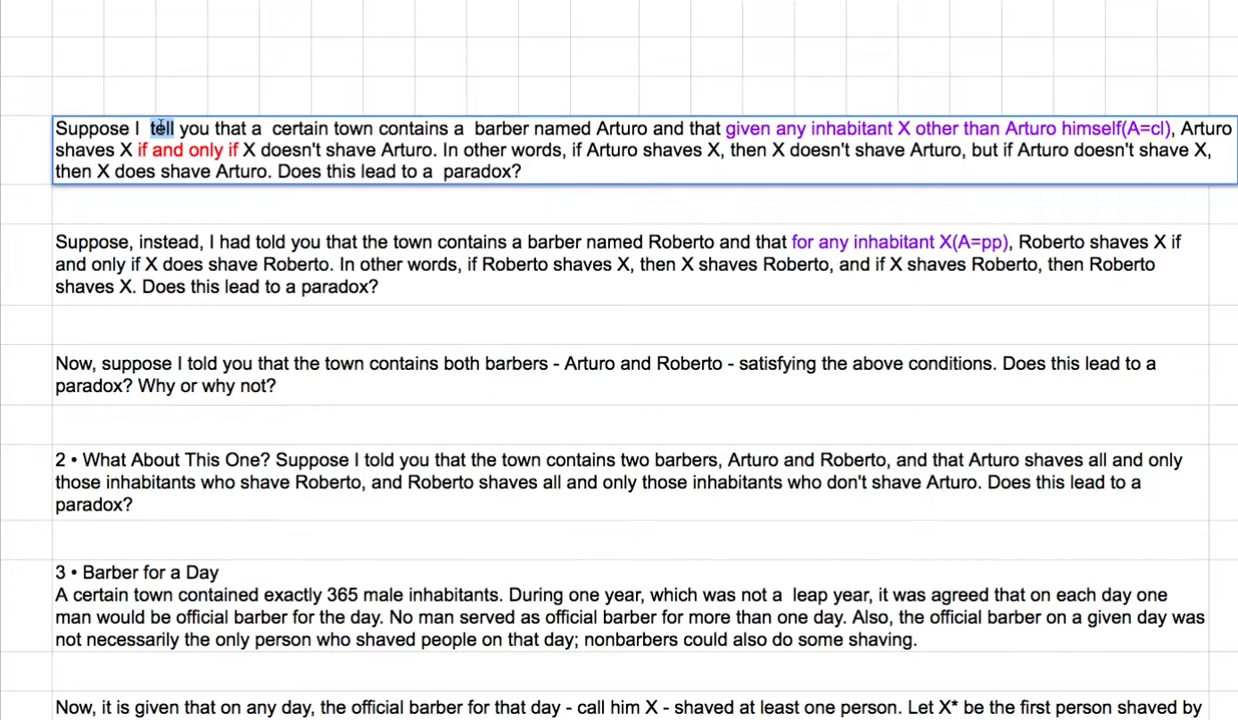 Suppose I  tell you that a  certain town contains a  barber named Arturo and that given any inhabitant X other than Arturo himself(A=cl), Arturo
shaves X if and only if X doesn't shave Arturo. In other words, if Arturo shaves X, then X doesn't shave Arturo, but if Arturo doesn't shave X,
then X does shave Arturo. Does this lead to a  paradox?
Suppose, instead, I had told you that the town contains a barber named Roberto and that for any inhabitant X(A=pp), Roberto shaves X if
and only if X does shave Roberto. In other words, if Roberto shaves X, then X shaves Roberto, and if X shaves Roberto, then Roberto
shaves X. Does this lead to a paradox?
Now, suppose I told you that the town contains both barbers - Arturo and Roberto - satisfying the above conditions. Does this lead to a
paradox? Why or why not?
2 • What About This One? Suppose I told you that the town contains two barbers, Arturo and Roberto, and that Arturo shaves all and only
those inhabitants who shave Roberto, and Roberto shaves all and only those inhabitants who don't shave Arturo. Does this lead to a
paradox?
3 • Barber for a Day
A certain town contained exactly 365 male inhabitants. During one year, which was not a  leap year, it was agreed that on each day one
man would be official barber for the day. No man served as official barber for more than one day. Also, the official barber on a given day was
not necessarily the only person who shaved people on that day; nonbarbers could also do some shaving.
Now, it is given that on any day, the official barber for that day - call him X - shaved at least one person. Let X* be the first person shaved by